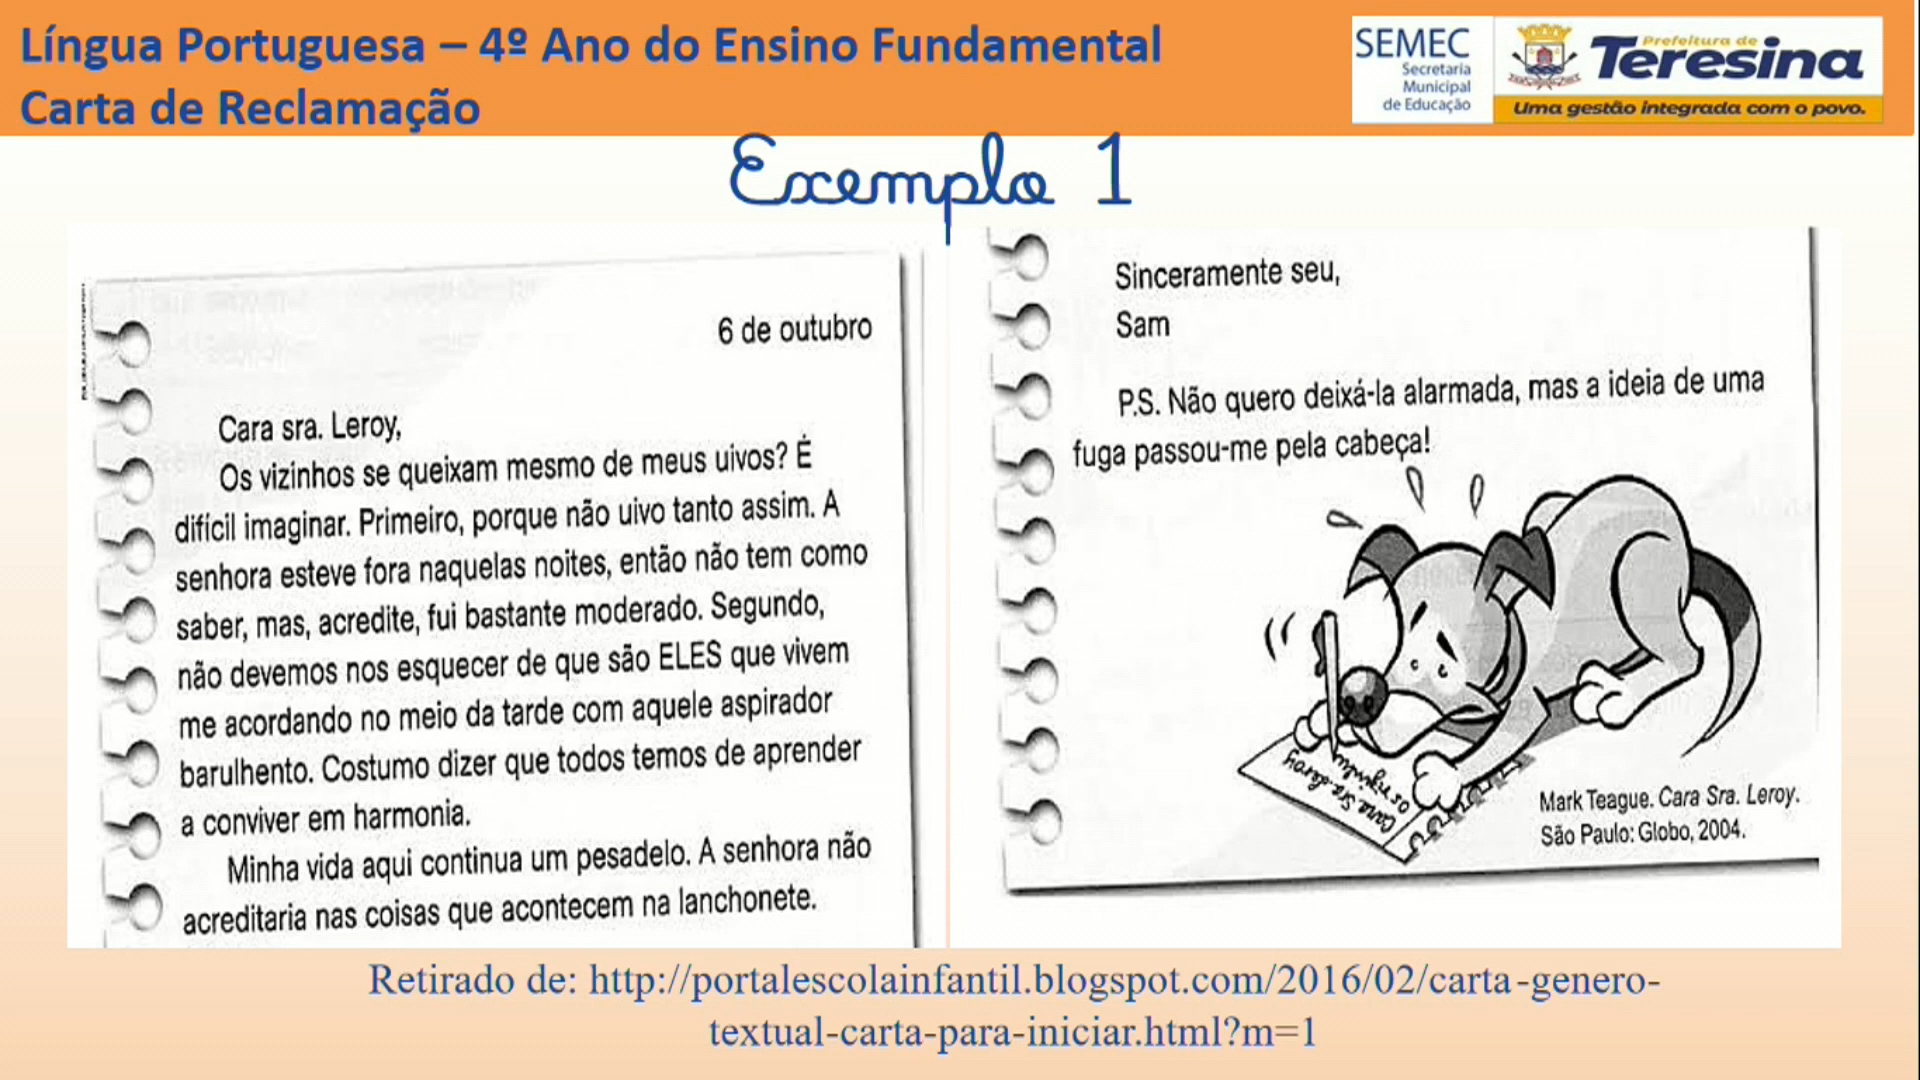 Língua Portuguesa – 4º Ano do Ensino Fundamental
Carta de Reclamação
SEMEC
Secretaria
Municipal
de Educação
Prefeitura de
Teresina
Uma gestão integrada com o povo.
Exemplo 1
6 de outubro
Cara sra. Leroy,
Os vizinhos se queixam mesmo de meus uivos? É
difícil imaginar. Primeiro, porque não uivo tanto assim. A
senhora esteve fora naquelas noites, então não tem como
saber, mas, acredite, fui bastante moderado. Segundo,
não devemos nos esquecer de que são ELES que vivem
me acordando no meio da tarde com aquele aspirador
barulhento. Costumo dizer que todos temos de aprender
a conviver em harmonia.
Minha vida aqui continua um pesadelo. A senhora não
acreditaria nas coisas que acontecem na lanchonete.
Sinceramente seu,
Sam
P.S. Não quero deixá-la alarmada, mas a ideia de uma
fuga passou-me pela cabeça!
Cara Sra. Leroy
os vizinhos
Mark Teague. Cara Sra. Leroy.
São Paulo: Globo, 2004.
Retirado de: http://portalescolainfantil.blogspot.com/2016/02/carta-genero-
textual-carta-para-iniciar.html?m=1